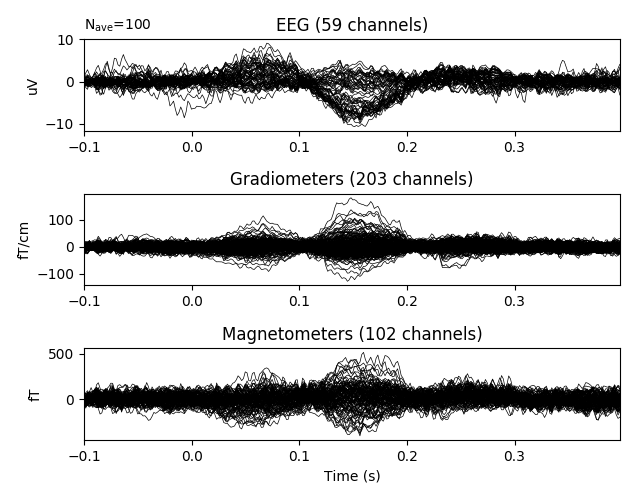 N_ave=100
EEG (59 channels)
uV
10
0
−10
−0.1 0.0 0.1 0.2 0.3
Gradiometers (203 channels)
fT/cm
100
0
−100
−0.1 0.0 0.1 0.2 0.3
Magnetometers (102 channels)
fT
500
0
−0.1 0.0 0.1 0.2 0.3
Time (s)